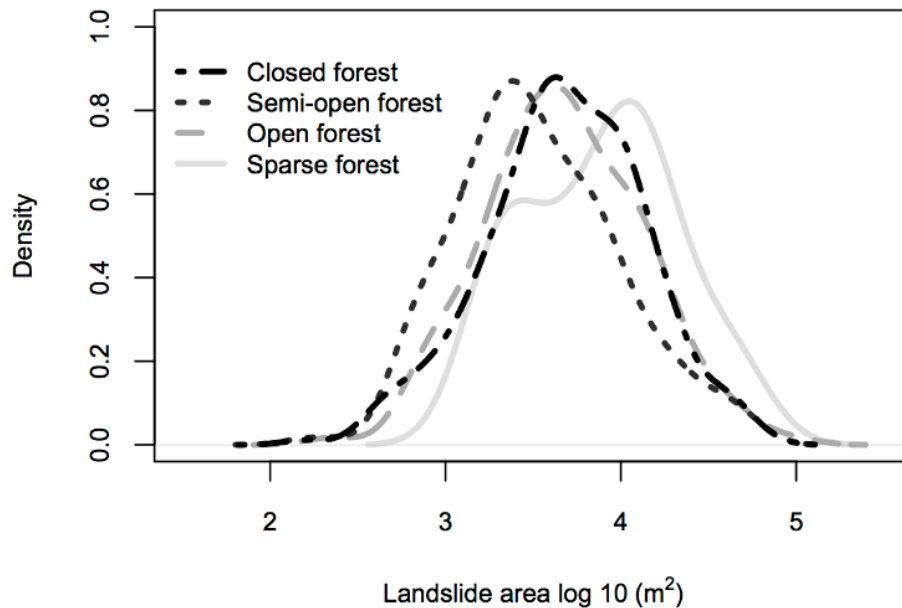 1.0
0.8
0.6
0.4
0.2
0.0
Density
Closed forest
Semi-open forest
Open forest
Sparse forest
2 3 4 5
Landslide area log 10 (m²)